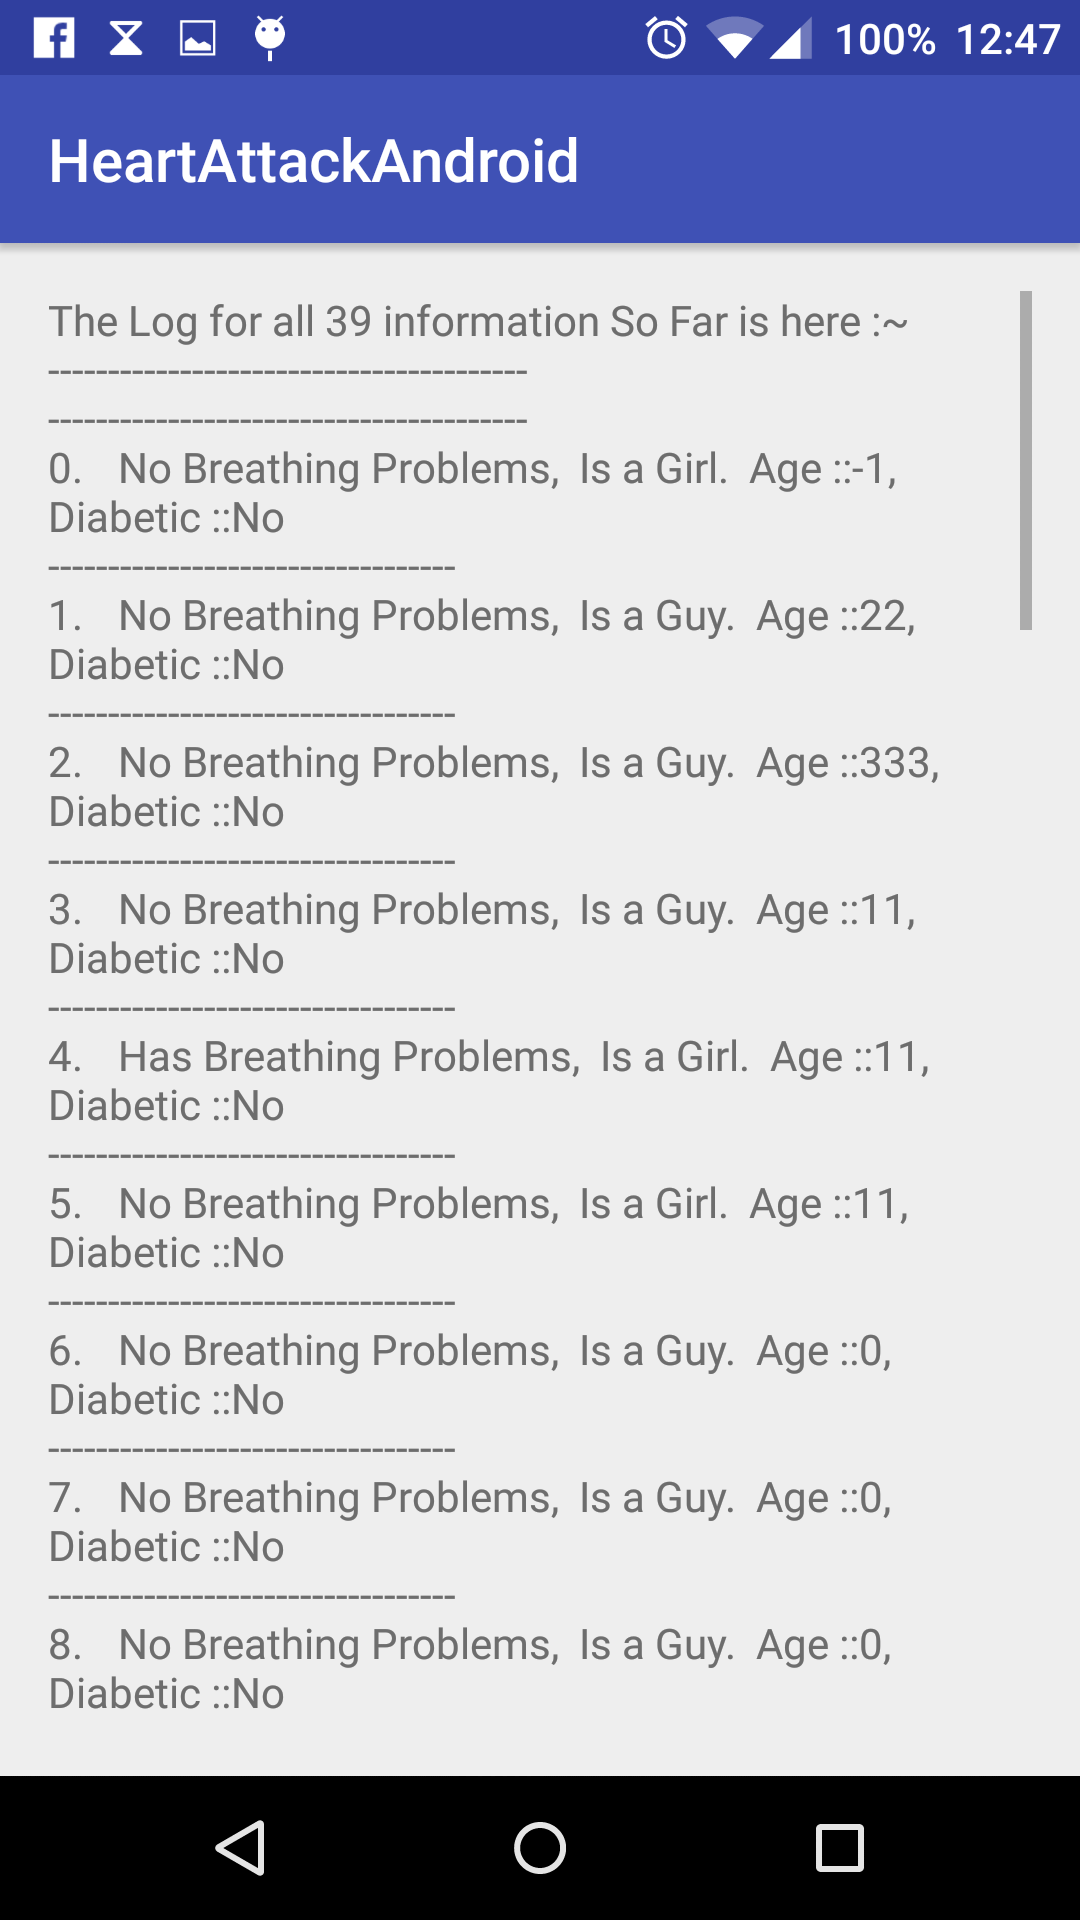 100% 12:47
HeartAttackAndroid
The Log for all 39 information So Far is here :~
----------------------------------------
----------------------------------------
0.   No Breathing Problems,  Is a Girl.  Age ::-1,
Diabetic ::No
----------------------------------
1.   No Breathing Problems,  Is a Guy.  Age ::22,
Diabetic ::No
----------------------------------
2.   No Breathing Problems,  Is a Guy.  Age ::333,
Diabetic ::No
----------------------------------
3.   No Breathing Problems,  Is a Guy.  Age ::11,
Diabetic ::No
----------------------------------
4.   Has Breathing Problems,  Is a Girl.  Age ::11,
Diabetic ::No
----------------------------------
5.   No Breathing Problems,  Is a Girl.  Age ::11,
Diabetic ::No
----------------------------------
6.   No Breathing Problems,  Is a Guy.  Age ::0,
Diabetic ::No
----------------------------------
7.   No Breathing Problems,  Is a Guy.  Age ::0,
Diabetic ::No
----------------------------------
8.   No Breathing Problems,  Is a Guy.  Age ::0,
Diabetic ::No